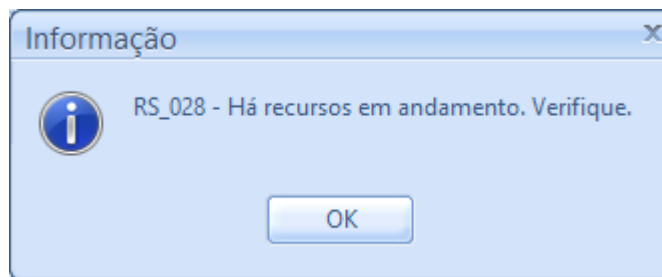 Informação
RS_028 - Há recursos em andamento. Verifique.
OK